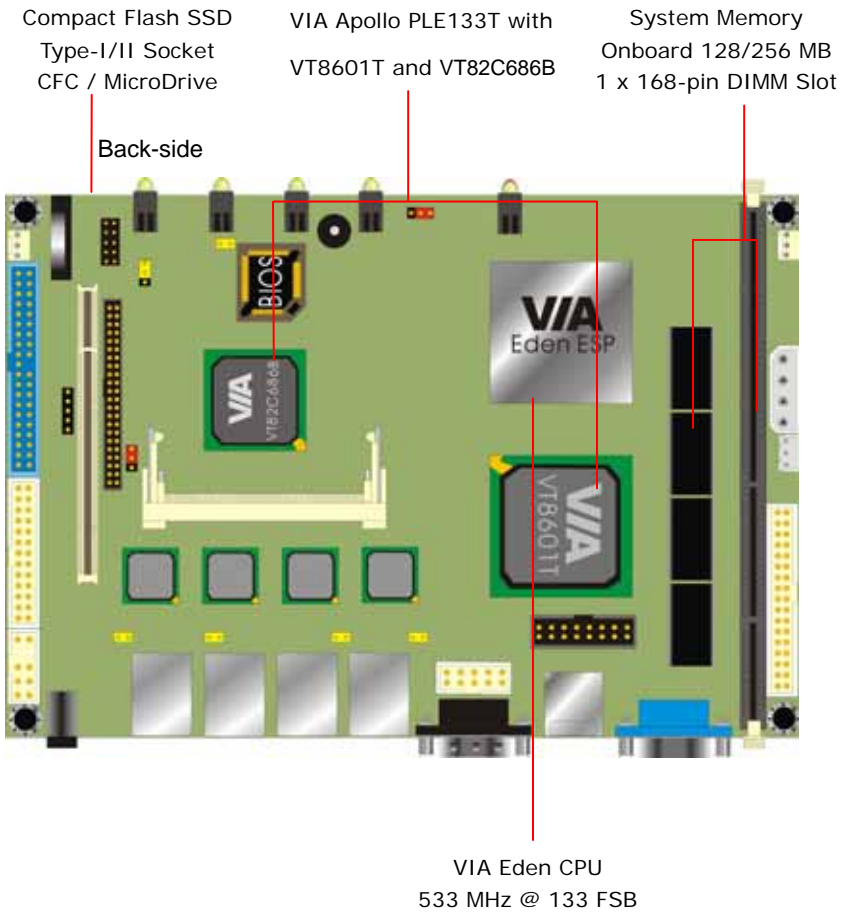 Compact Flash SSD
Type-I/II Socket
CFC / MicroDrive
VIA Apollo PLE133T with
VT8601T and VT82C686B
System Memory
Onboard 128/256 MB
1 x 168-pin DIMM Slot
Back-side
BIOS
VIA
Eden ESP
VIA
VT82C686B
VIA
VT8601T
VIA Eden CPU
533 MHz @ 133 FSB